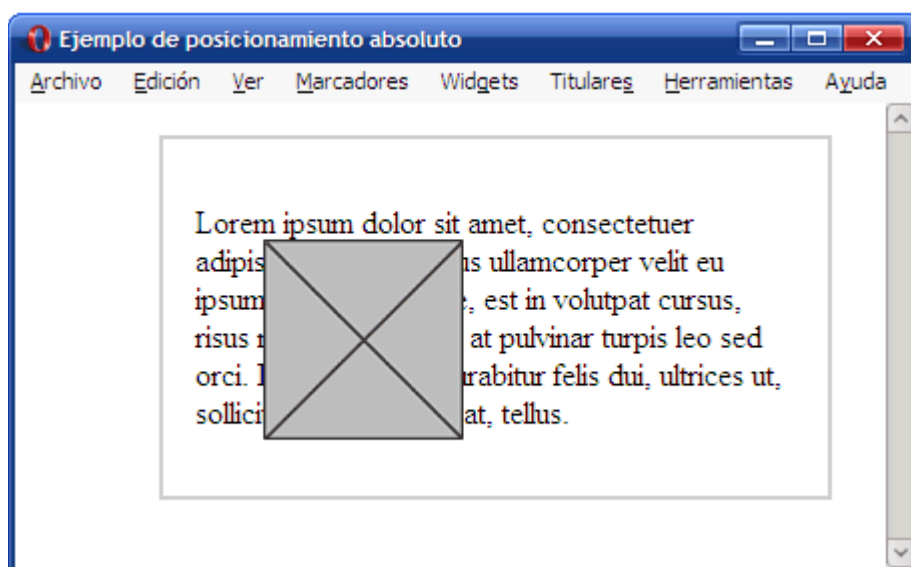 Ejemplo de posicionamiento absoluto
Archivo Edición Ver Marcadores Widgets Titulares Herramientas Ayuda
Lorem ipsum dolor sit amet, consectetuer
adipis us ullamcorper velit eu
ipsum e, est in volutpat cursus,
risus at pulvinar turpis leo sed
orci. urabitur felis dui, ultrices ut,
sollicit at, tellus.